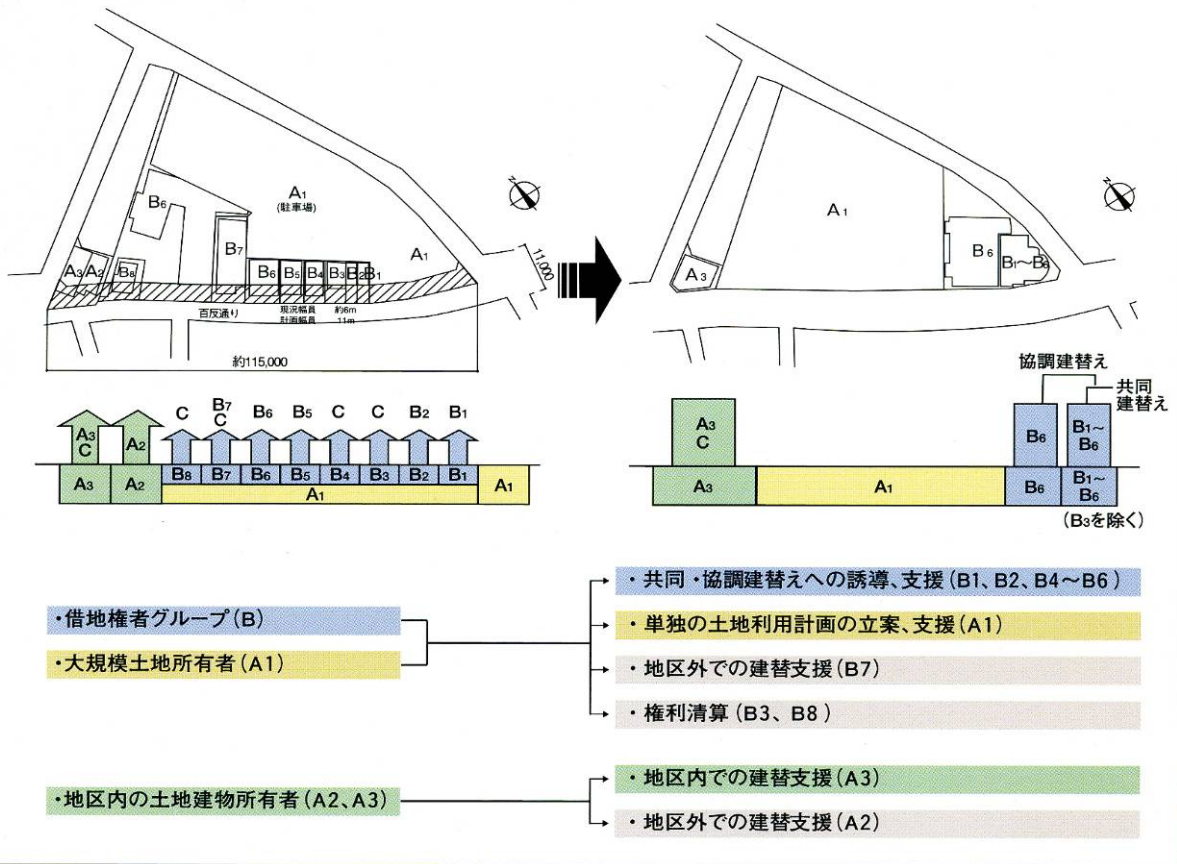 A1
(駐車場)
B6
B7
A1
A3
A2
B8
B6
B5
B4
B3
B2
B1
N
11,000
百反通り
現況幅員 約6m
計画幅員 11m
約115,000
A1
B6
B1〜B6
A3
N
C
B7
C
B6
B5
C
C
B2
B1
A3
C
A2
A3
A2
B8
B7
B6
B5
B4
B3
B2
B1
A1
A1
協調建替え
共同
建替え
A3
C
B6
B1〜
B6
A3
A1
B6
B1〜
B6
(B3を除く)
・借地権者グループ(B)
・大規模土地所有者(A1)
・共同・協調建替えへの誘導、支援(B1、B2、B4〜B6)
・単独の土地利用計画の立案、支援(A1)
・地区外での建替支援(B7)
・権利清算(B3、B8)
・地区内の土地建物所有者(A2、A3)
・地区内での建替支援(A3)
・地区外での建替支援(A2)